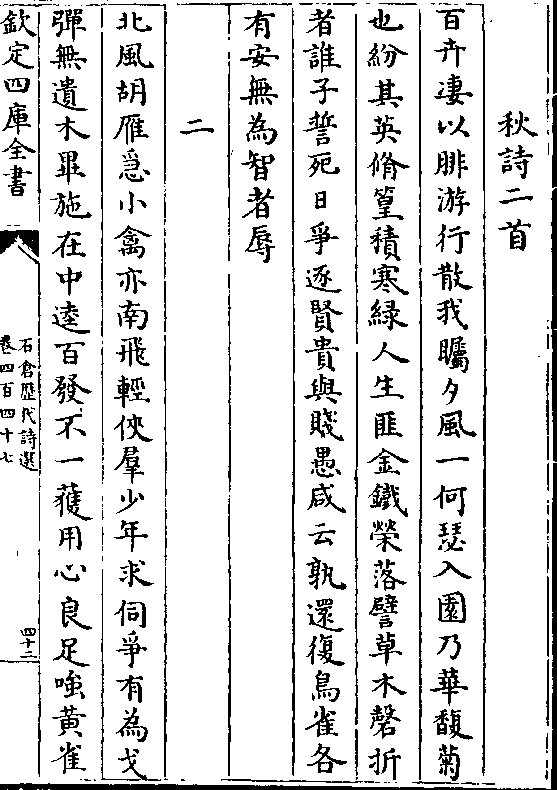 秋詩二首
百卉淒以腓游行散我矚夕風一何瑟入園乃華馥菊
也紛其英脩篁積寒緑人生匪金鐵榮落譬草木磬折
者誰子誓死日爭逐賢貴與賤愚咸云孰還復鳥雀各
有安無為智者辱
二
北風胡雁急小禽亦南飛輕俠羣少年求伺爭有為戈
彈無遺木畢施在中逵百發不一獲用心良足嗤黄雀
欽定四庫全書
石倉歷代詩選
卷四百四十七
四十三